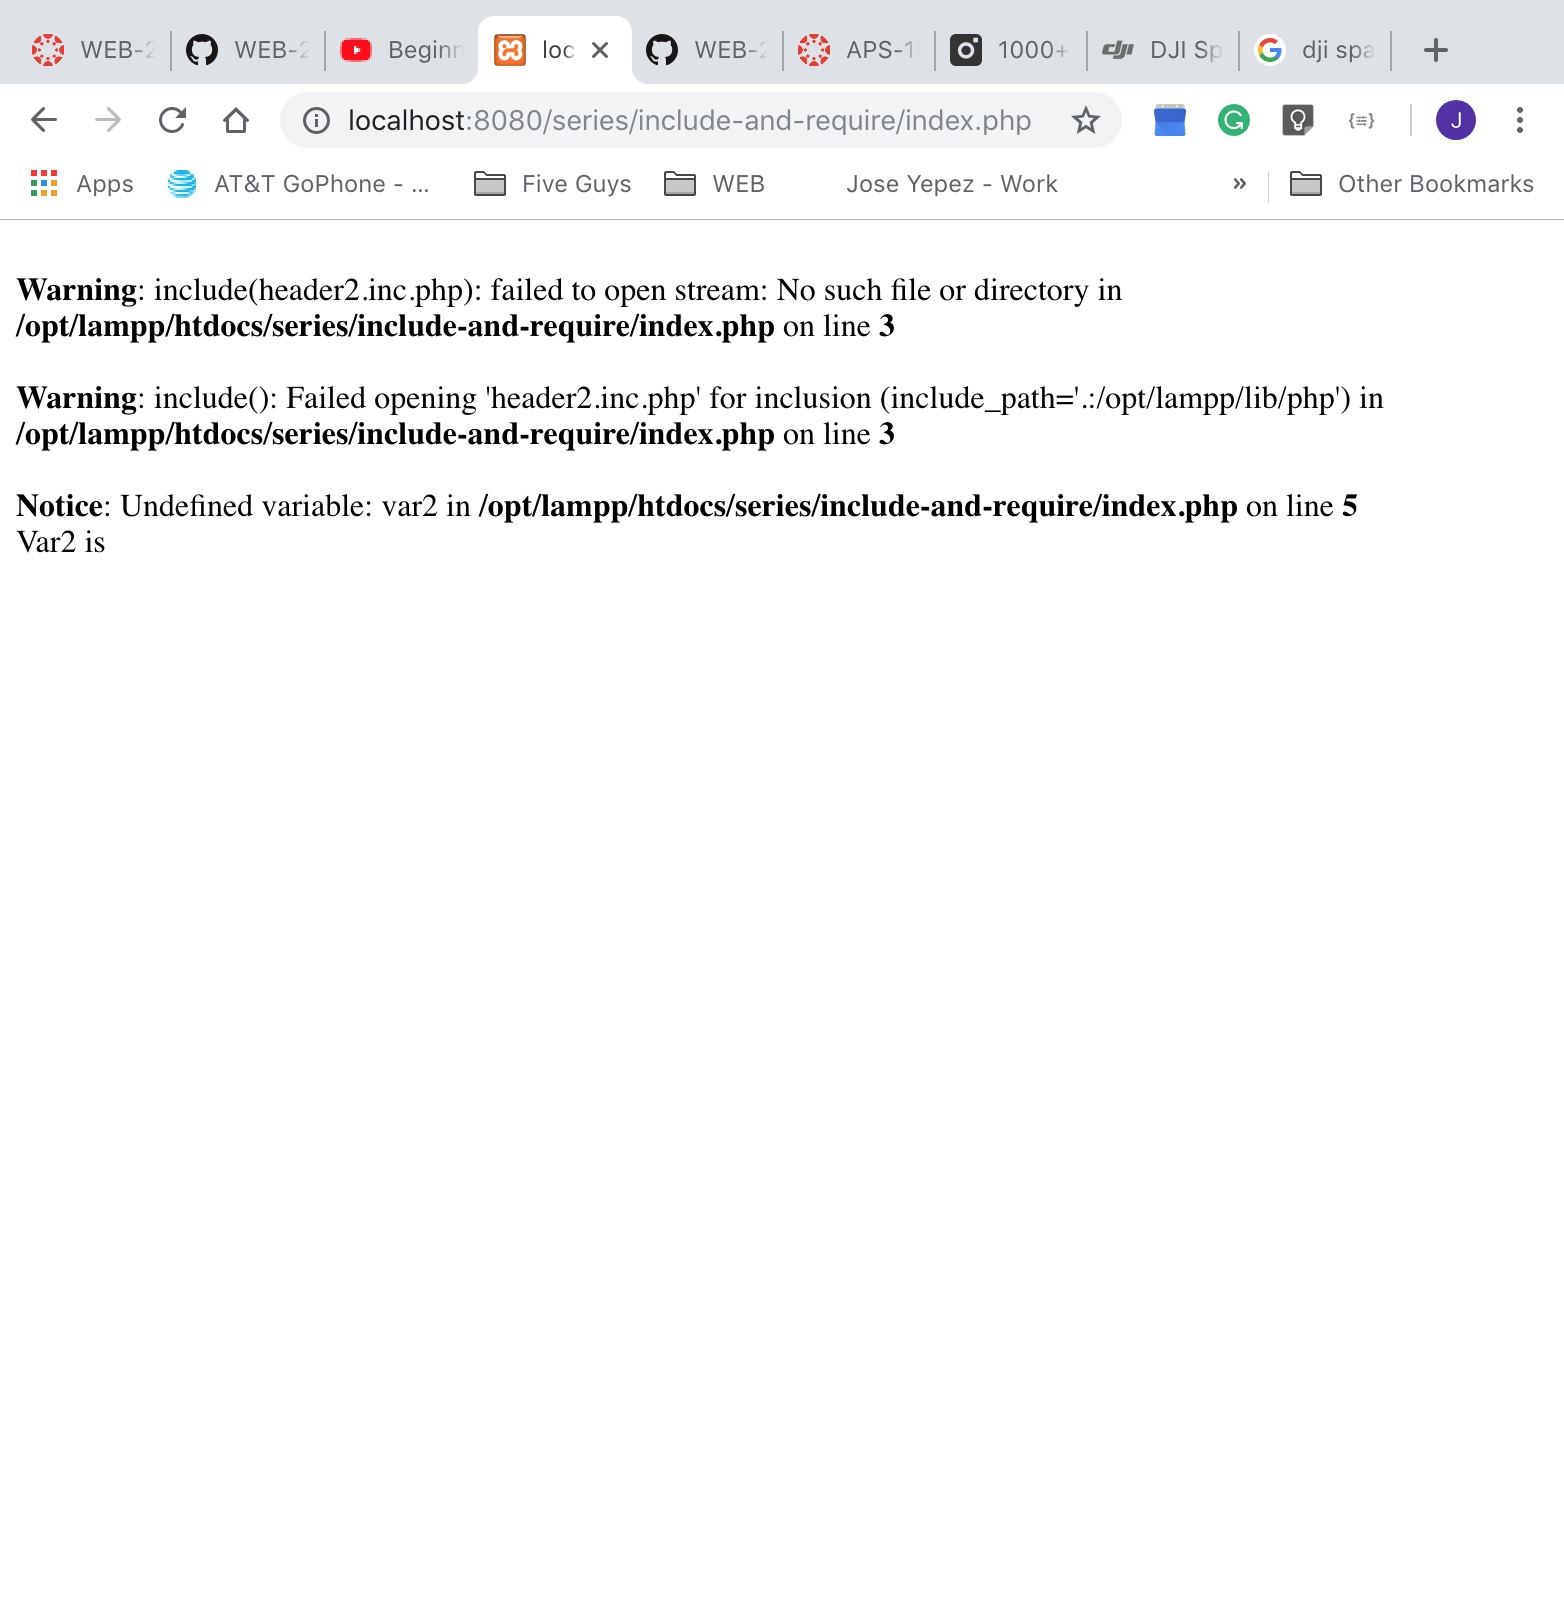 WEB-2 WEB-2 Beginn loc WEB-2 APS-1 1000+ DJI Sp dji spa
localhost:8080/series/include-and-require/index.php J
Apps AT&T GoPhone - ... Five Guys WEB Jose Yepez - Work » Other Bookmarks
Warning: include(header2.inc.php): failed to open stream: No such file or directory in
/opt/lampp/htdocs/series/include-and-require/index.php on line 3
Warning: include(): Failed opening 'header2.inc.php' for inclusion (include_path='.:/opt/lampp/lib/php') in
/opt/lampp/htdocs/series/include-and-require/index.php on line 3
Notice: Undefined variable: var2 in /opt/lampp/htdocs/series/include-and-require/index.php on line 5
Var2 is